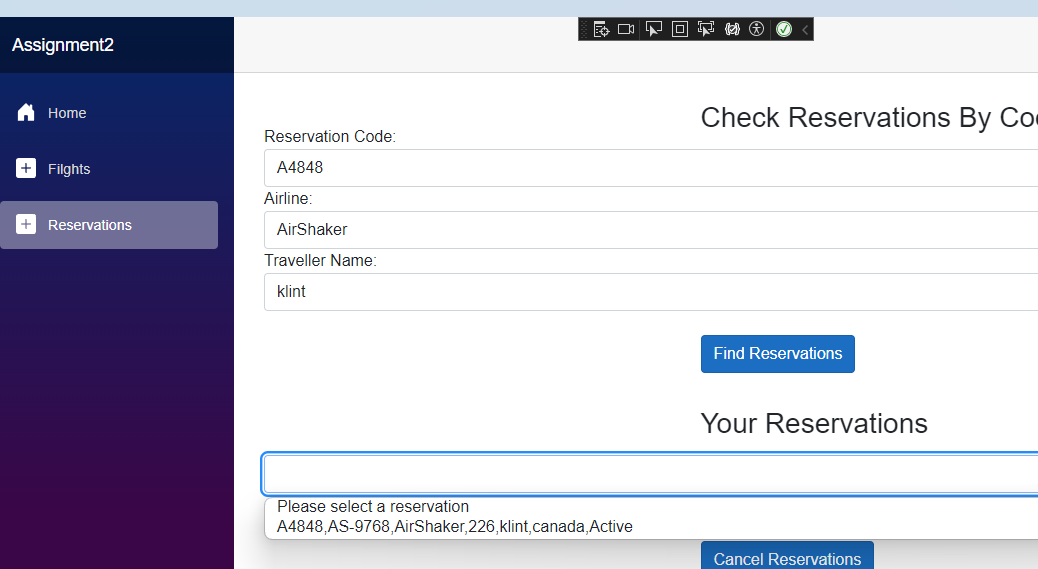 Assignment2
Home
Filghts
Reservations
Check Reservations By Co
Reservation Code:
A4848
Airline:
AirShaker
Traveller Name:
klint
Find Reservations
Your Reservations
Please select a reservation
A4848,AS-9768,AirShaker,226,klint,canada,Active
Cancel Reservations